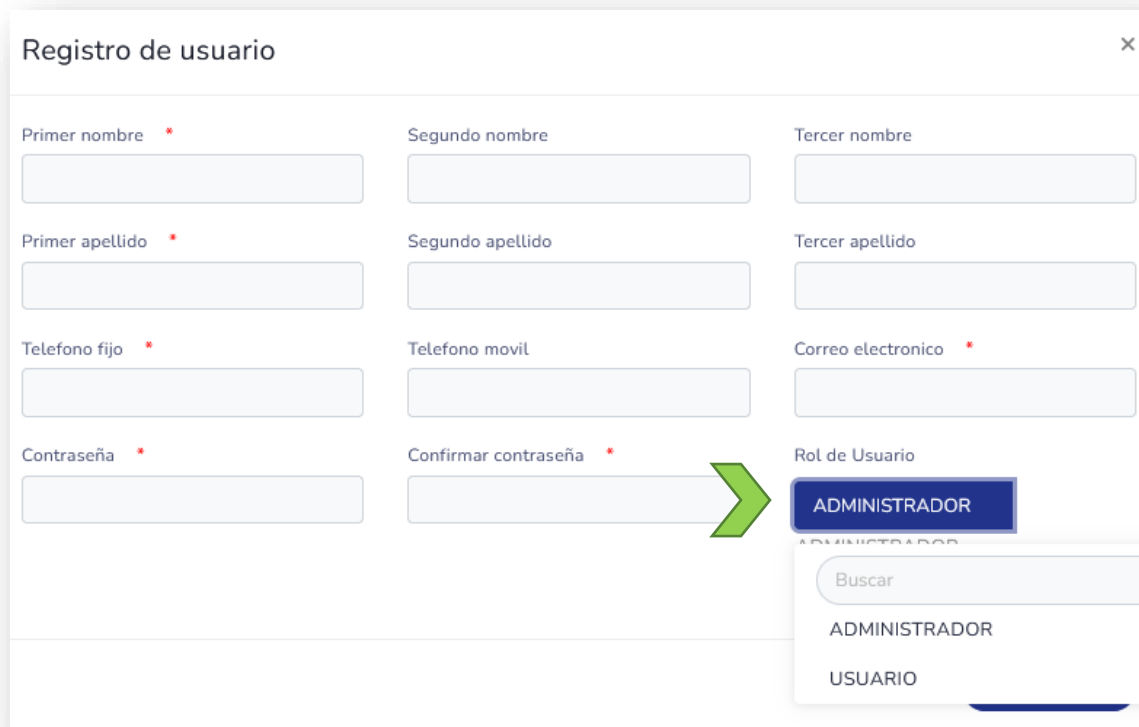 Registro de usuario ×
Primer nombre * Segundo nombre Tercer nombre
Primer apellido * Segundo apellido Tercer apellido
Telefono fijo * Telefono movil Correo electronico *
Contraseña * Confirmar contraseña * Rol de Usuario
ADMINISTRADOR
ADMINISTRADOR
Buscar
ADMINISTRADOR
USUARIO